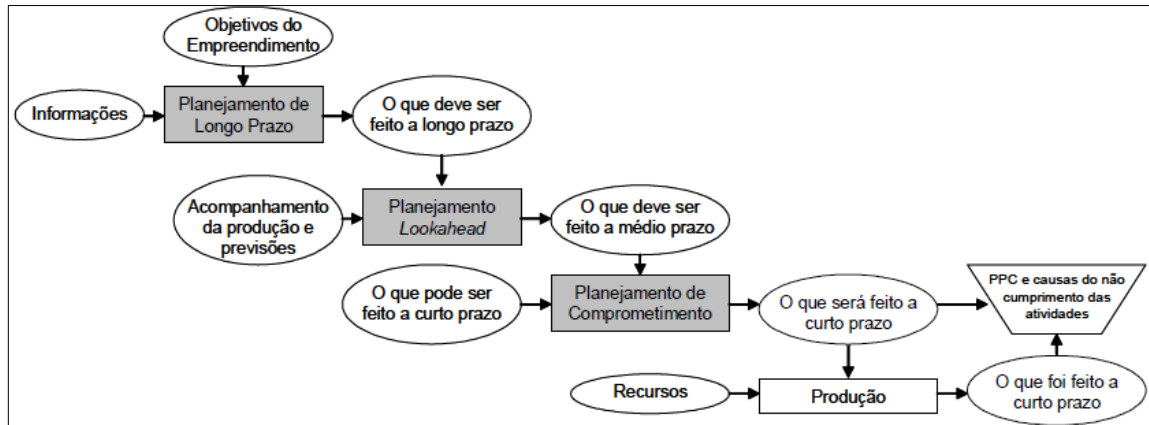 Objetivos do
Empreendimento
Informações
Planejamento de
Longo Prazo
O que deve ser
feito a longo prazo
Acompanhamento
da produção e
previsões
Planejamento
Lookahead
O que deve ser
feito a médio prazo
O que pode ser
feito a curto prazo
Planejamento de
Comprometimento
O que será feito a
curto prazo
PPC e causas do não
cumprimento das
atividades
Recursos
Produção
O que foi feito a
curto prazo